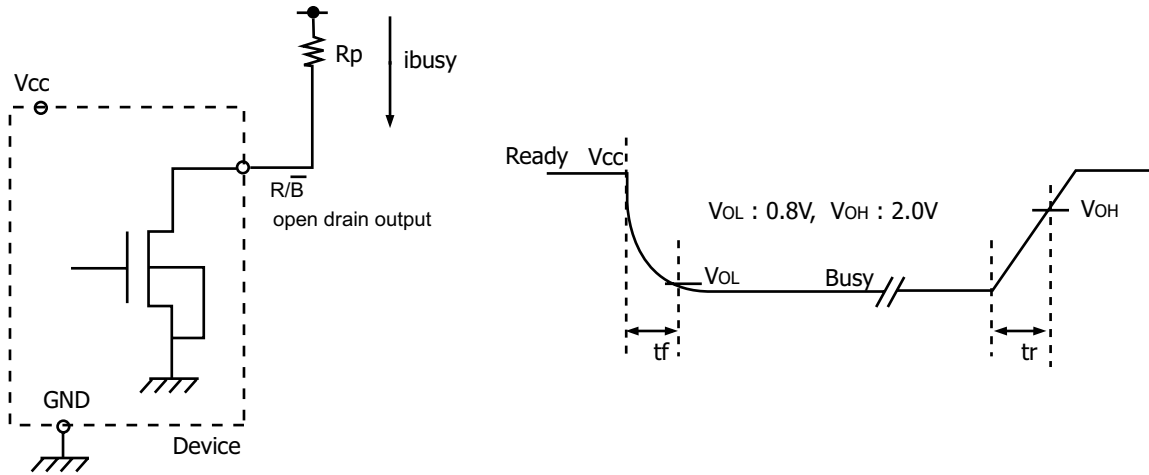 Rp
ibusy
Vcc
R/B̅
open drain output
GND
Device
Ready Vcc
VOL : 0.8V, VOH : 2.0V
VOH
VOL
Busy
tf
tr